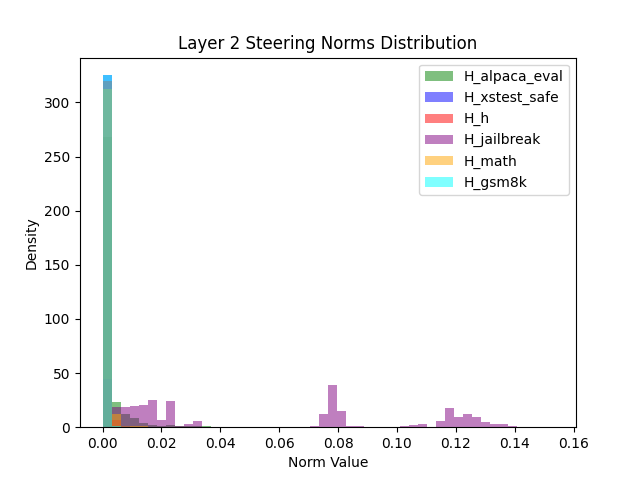 Layer 2 Steering Norms Distribution
H_alpaca_eval
H_xstest_safe
H_h
H_jailbreak
H_math
H_gsm8k
Density
300
250
200
150
100
50
0
0.00 0.02 0.04 0.06 0.08 0.10 0.12 0.14 0.16
Norm Value